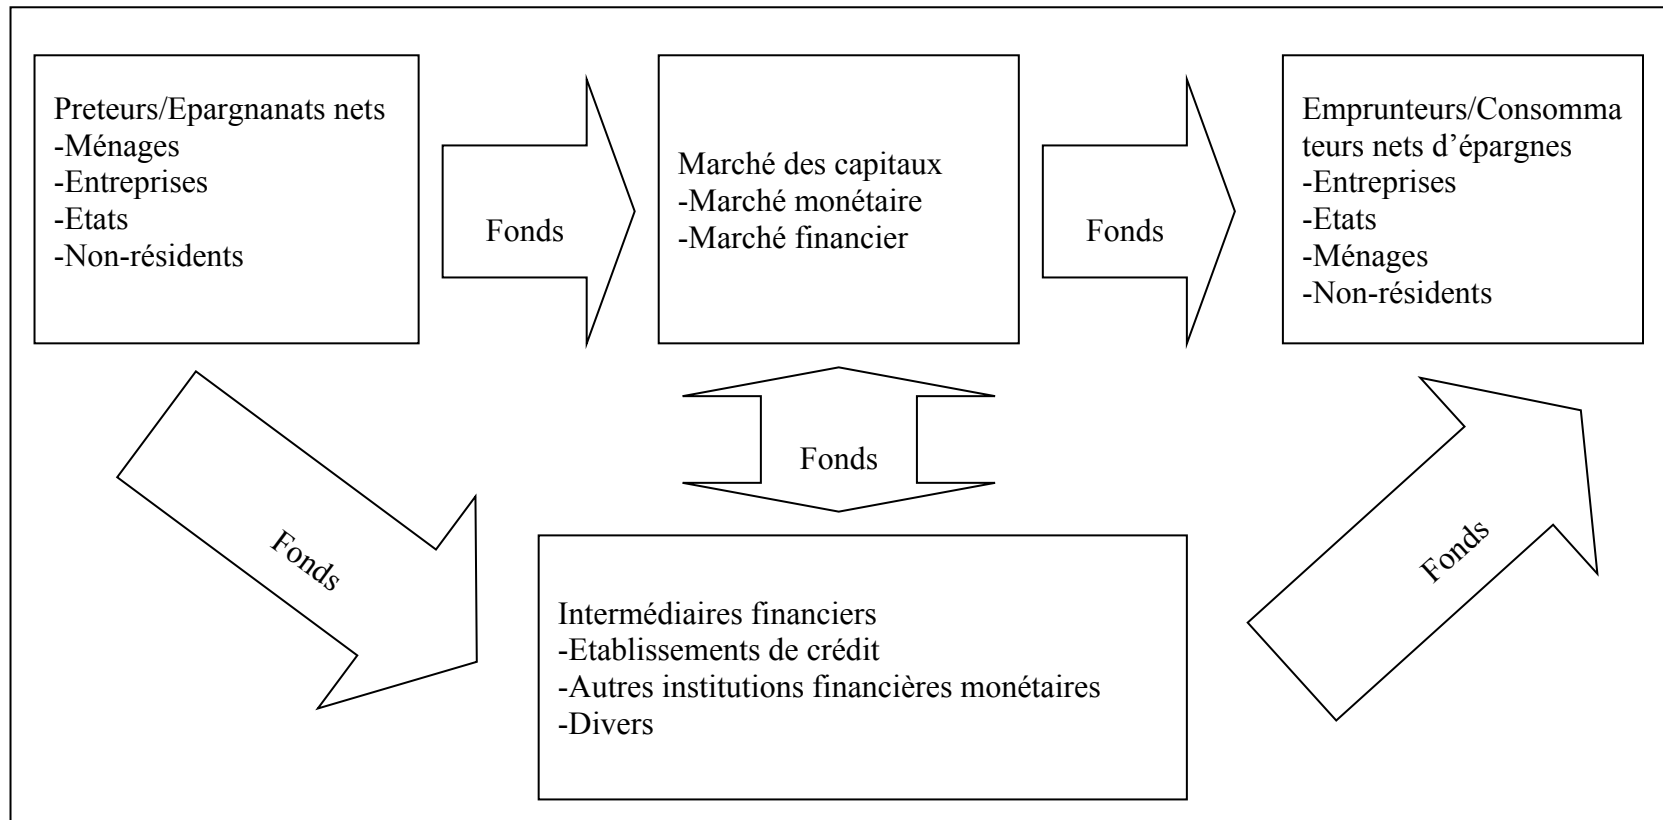 Preteurs/Epargnanats nets
-Ménages
-Entreprises
-Etats
-Non-résidents
Fonds
Marché des capitaux
-Marché monétaire
-Marché financier
Fonds
Emprunteurs/Consomma
teurs nets d’épargnes
-Entreprises
-Etats
-Ménages
-Non-résidents
Fonds
Fonds
Fonds
Intermédiaires financiers
-Etablissements de crédit
-Autres institutions financières monétaires
-Divers